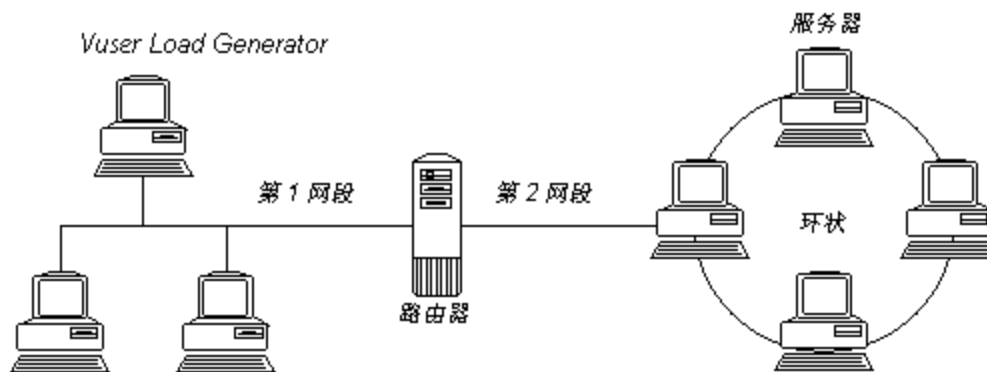 服务器
Vuser Load Generator
第 1 网段
第 2 网段
环状
路由器